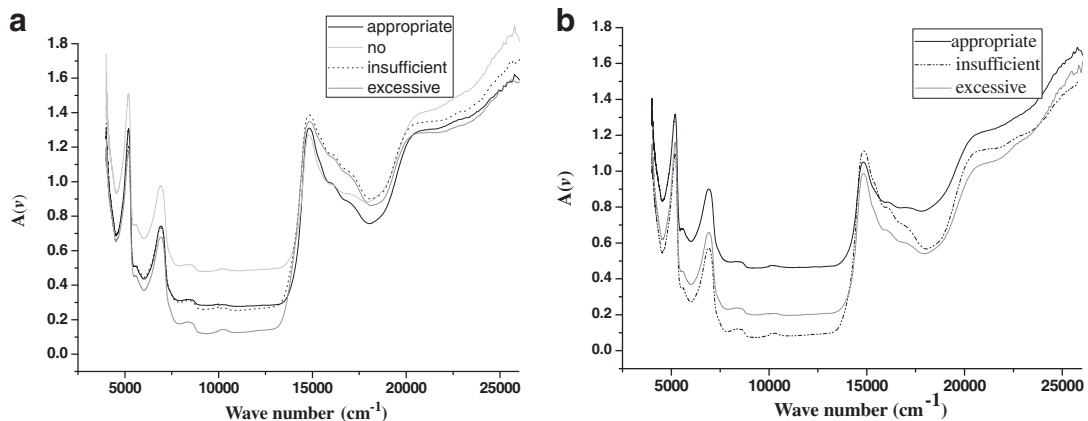 a
appropriate
no
insufficient
excessive
1.8
1.6
1.4
1.2
1.0
0.8
0.6
0.4
0.2
0.0
A(ν)
5000 10000 15000 20000 25000
Wave number (cm-1)
b
appropriate
insufficient
excessive
1.8
1.6
1.4
1.2
1.0
0.8
0.6
0.4
0.2
0.0
A(ν)
5000 10000 15000 20000 25000
Wave number (cm-1)